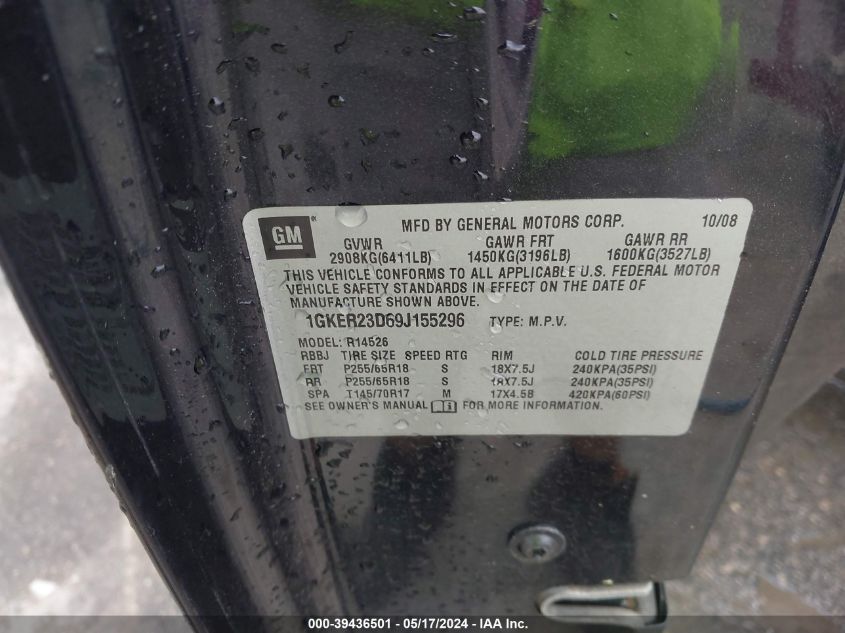 GM MFD BY GENERAL MOTORS CORP. 10/08
GVWR GAWR FRT GAWR RR
2908KG(6411LB) 1450KG(3196LB) 1600KG(3527LB)
THIS VEHICLE CONFORMS TO ALL APPLICABLE U.S. FEDERAL MOTOR
VEHICLE SAFETY STANDARDS IN EFFECT ON THE DATE OF
MANUFACTURE SHOWN ABOVE.
1GKER23D69J155296 TYPE: M.P.V.
MODEL: R14526
RBBJ TIRE SIZE SPEED RTG RIM COLD TIRE PRESSURE
FRT P255/65R18 S 18X7.5J 240KPA(35PSI)
RR P255/65R18 S 18X7.5J 240KPA(35PSI)
SPA T145/70R17 M 17X4.5B 420KPA(60PSI)
SEE OWNER'S MANUAL FOR MORE INFORMATION.
000-39436501 - 05/17/2024 - IAA Inc.